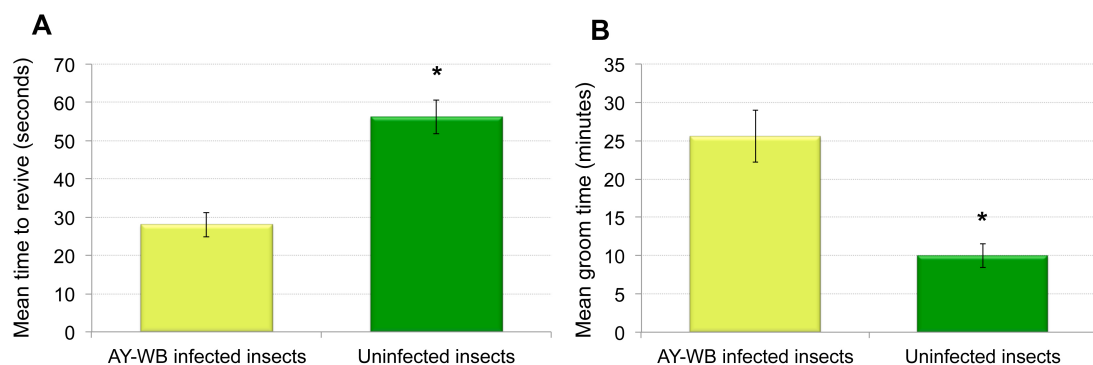 A
Mean time to revive (seconds)
70
60
50
40
30
20
10
0
*
AY-WB infected insects
Uninfected insects
B
Mean groom time (minutes)
35
30
25
20
15
10
5
0
*
AY-WB infected insects
Uninfected insects